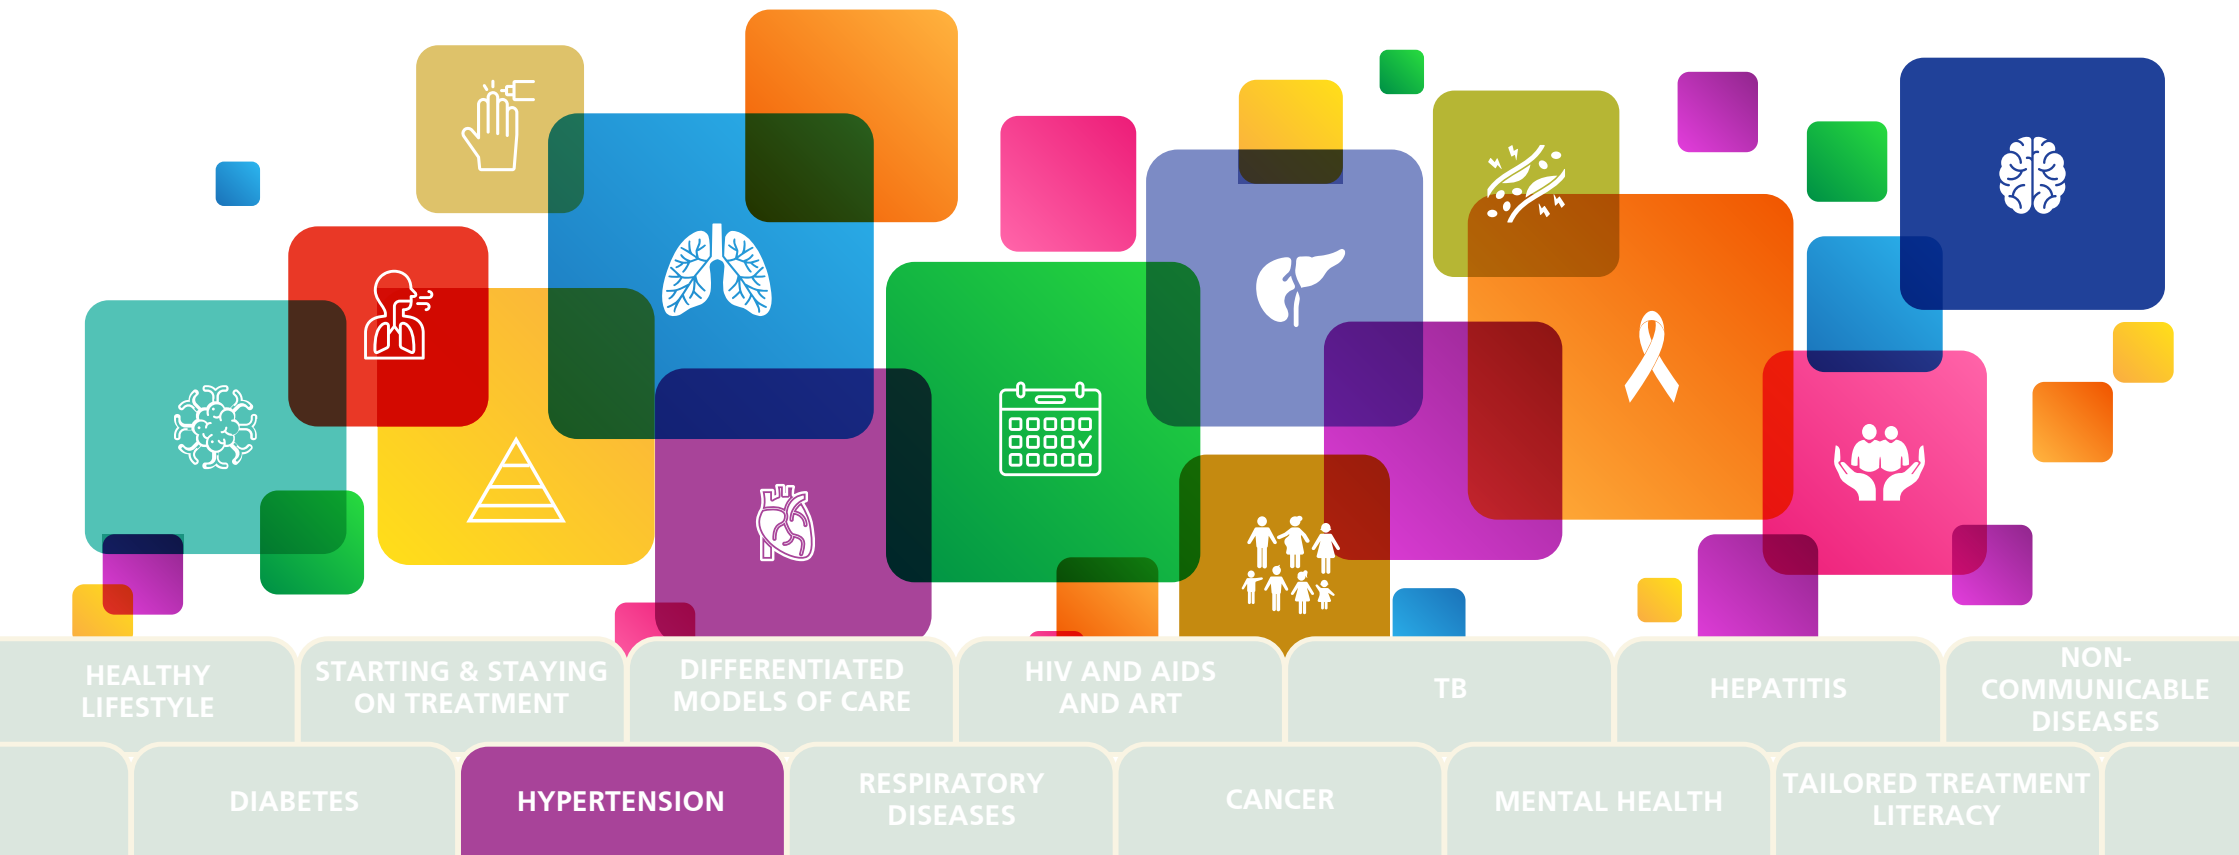 HEALTHY
LIFESTYLE
STARTING & STAYING
ON TREATMENT
DIFFERENTIATED
MODELS OF CARE
HIV AND AIDS
AND ART
TB
HEPATITIS
NON-
COMMUNICABLE
DISEASES
DIABETES
HYPERTENSION
RESPIRATORY
DISEASES
CANCER
MENTAL HEALTH
TAILORED TREATMENT
LITERACY